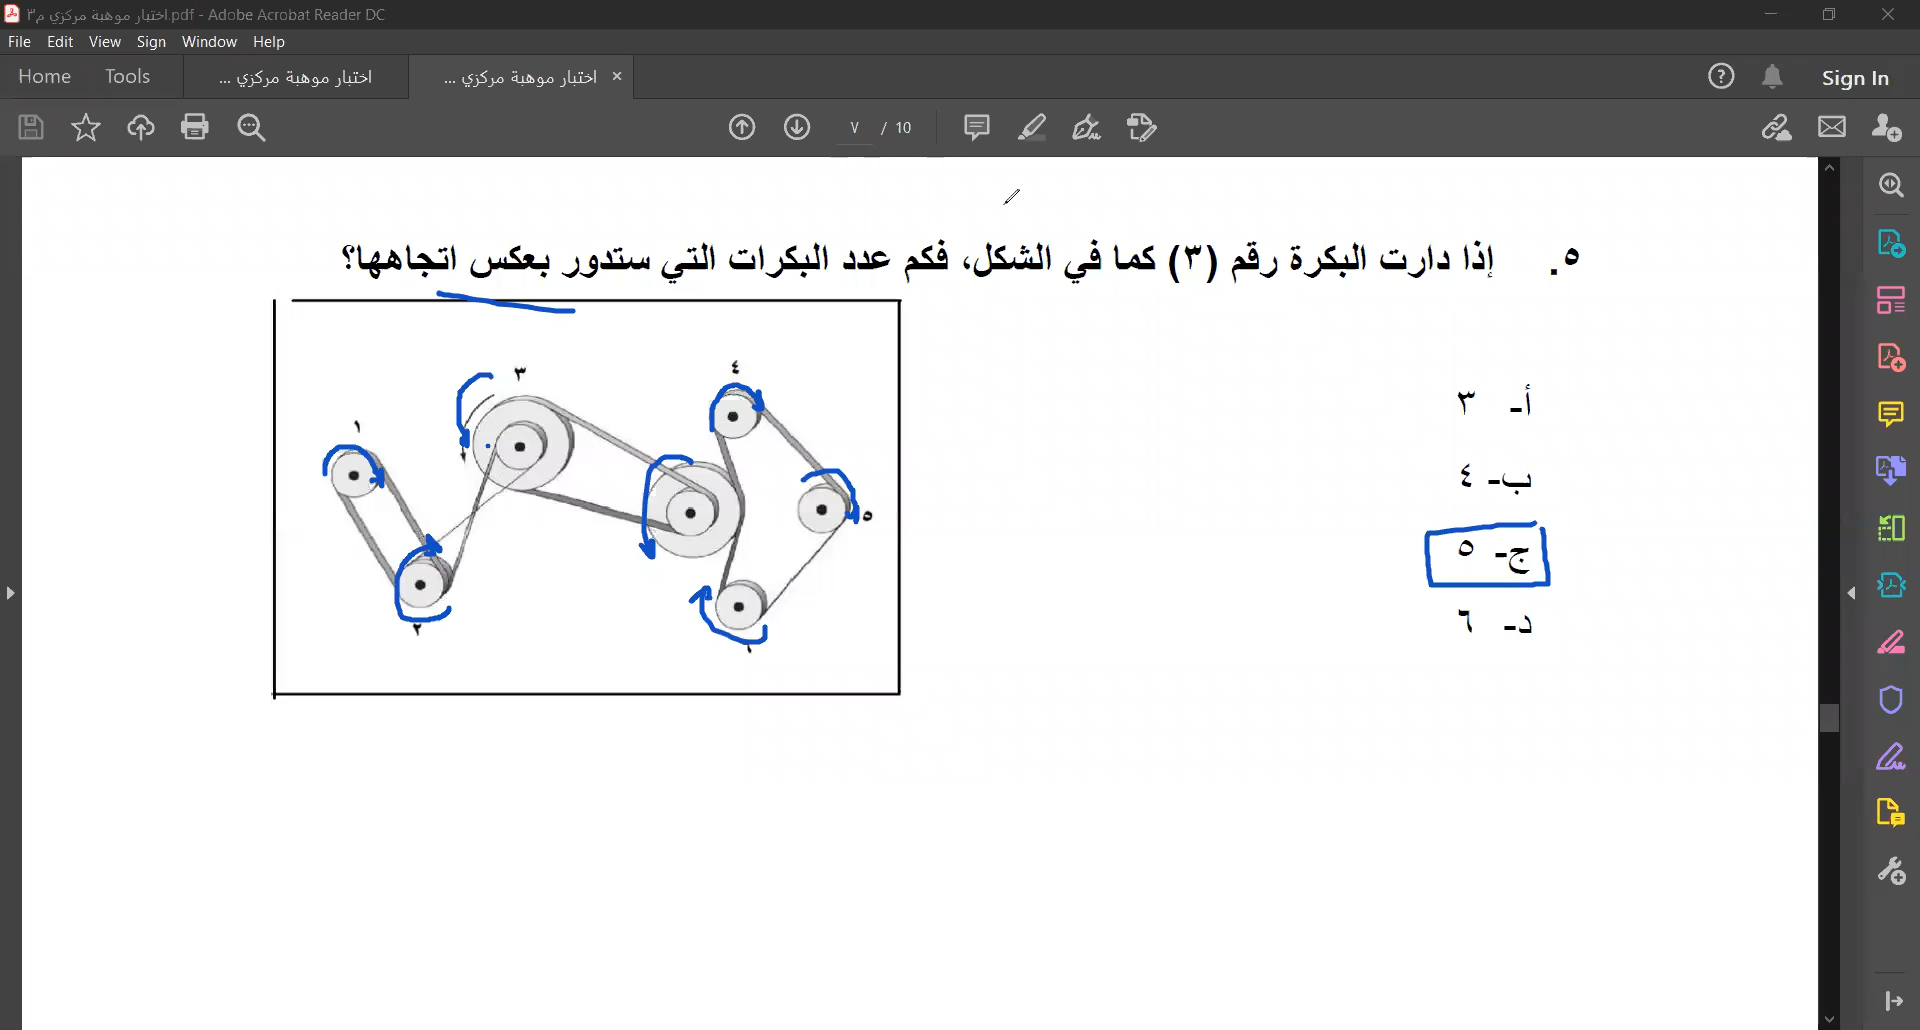 اختبار موهبة مركزي م٣.pdf - Adobe Acrobat Reader DC
File Edit View Sign Window Help
Home Tools اختبار موهبة مركزي ... اختبار موهبة مركزي ... × Sign In
٧ / 10
٥. إذا دارت البكرة رقم (٣) كما في الشكل، فكم عدد البكرات التي ستدور بعكس اتجاهها؟
١
٢
٣
٤
٥
أ- ٣
ب- ٤
ج- ٥
د- ٦